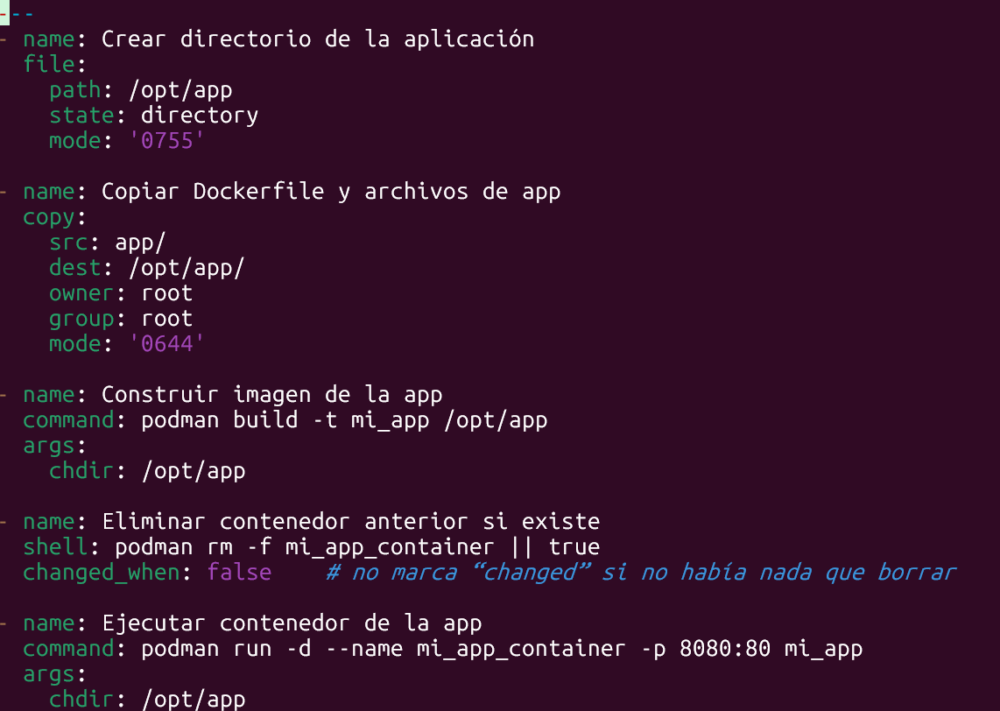 ---
- name: Crear directorio de la aplicación
  file:
    path: /opt/app
    state: directory
    mode: '0755'

- name: Copiar Dockerfile y archivos de app
  copy:
    src: app/
    dest: /opt/app/
    owner: root
    group: root
    mode: '0644'

- name: Construir imagen de la app
  command: podman build -t mi_app /opt/app
  args:
    chdir: /opt/app

- name: Eliminar contenedor anterior si existe
  shell: podman rm -f mi_app_container || true
  changed_when: false    # no marca “changed” si no había nada que borrar

- name: Ejecutar contenedor de la app
  command: podman run -d --name mi_app_container -p 8080:80 mi_app
  args:
    chdir: /opt/app